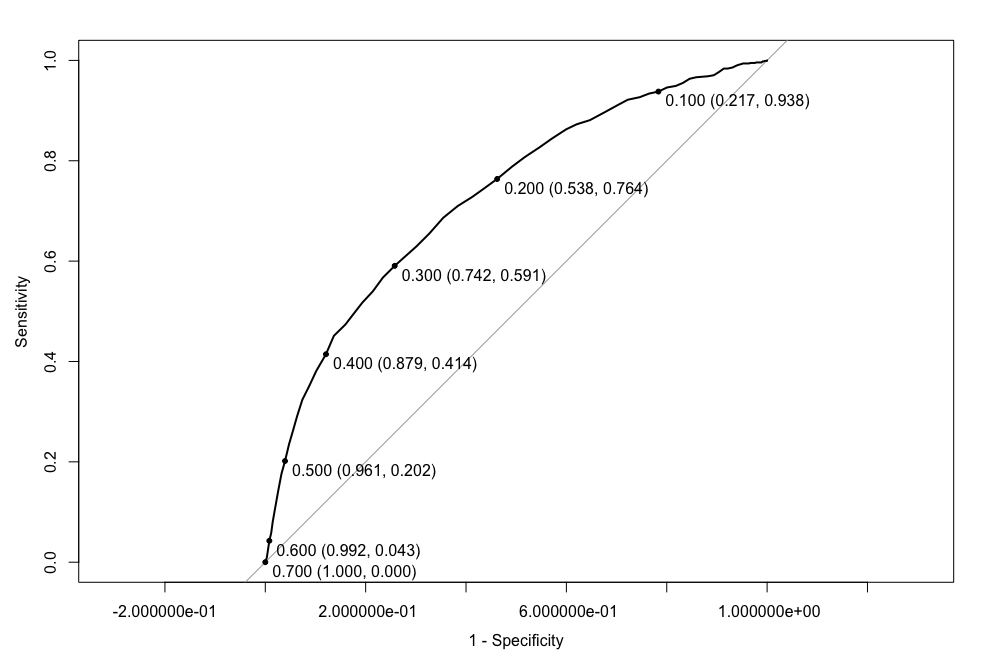 1.0
0.100 (0.217, 0.938)
0.8
0.200 (0.538, 0.764)
0.6
0.300 (0.742, 0.591)
Sensitivity
0.4
0.400 (0.879, 0.414)
0.2
0.500 (0.961, 0.202)
0.0
0.600 (0.992, 0.043)
0.700 (1.000, 0.000)
-2.000000e-01 2.000000e-01 6.000000e-01 1.000000e+00
1 - Specificity